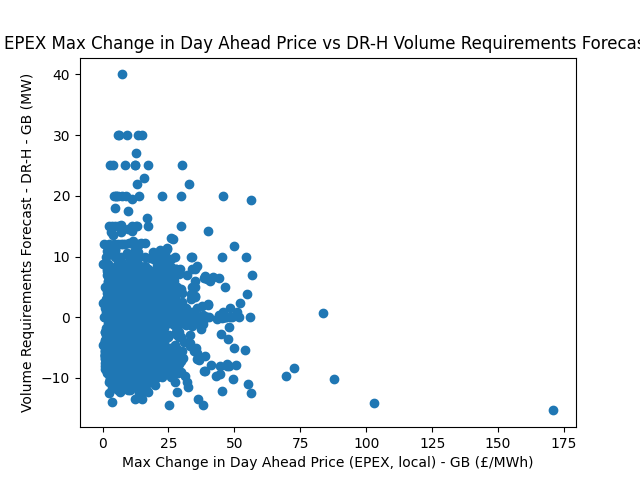 EPEX Max Change in Day Ahead Price vs DR-H Volume Requirements Forecas
40
30
20
10
0
−10
Volume Requirements Forecast - DR-H - GB (MW)
0 25 50 75 100 125 150 175
Max Change in Day Ahead Price (EPEX, local) - GB (£/MWh)